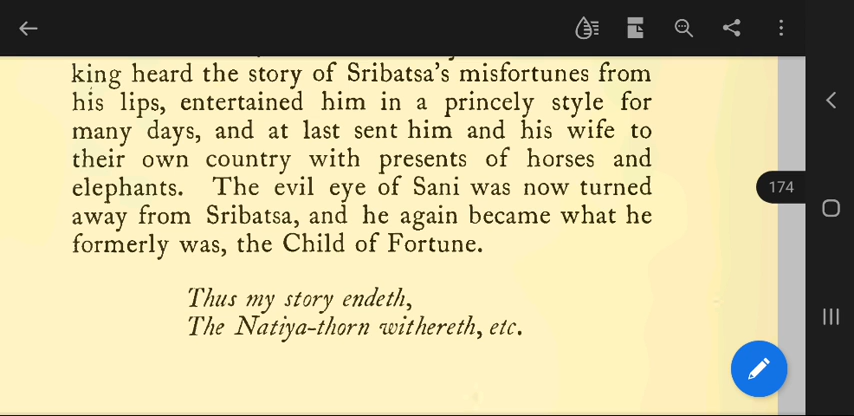 king heard the story of Sribatsa's misfortunes from
his lips, entertained him in a princely style for
many days, and at last sent him and his wife to
their own country with presents of horses and
elephants. The evil eye of Sani was now turned
away from Sribatsa, and he again became what he
formerly was, the Child of Fortune.
Thus my story endeth,
The Natiya-thorn withereth, etc.
174